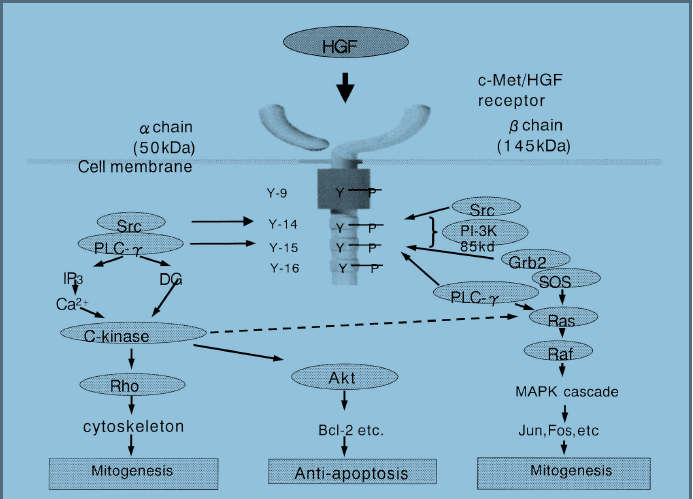 HGF
c-Met/HGF
receptor
α chain
(50kDa)
β chain
(145kDa)
Cell membrane
Y-9
Y
P
Y-14
Y
P
Y-15
Y
P
Y-16
Y
P
Src
PLC-γ
IP3
DG
Ca2+
C-kinase
Rho
cytoskeleton
Mitogenesis
Akt
Bcl-2 etc.
Anti-apoptosis
Src
PI-3K
85kd
Grb2
SOS
PLC-γ
Ras
Raf
MAPK cascade
Jun,Fos,etc
Mitogenesis